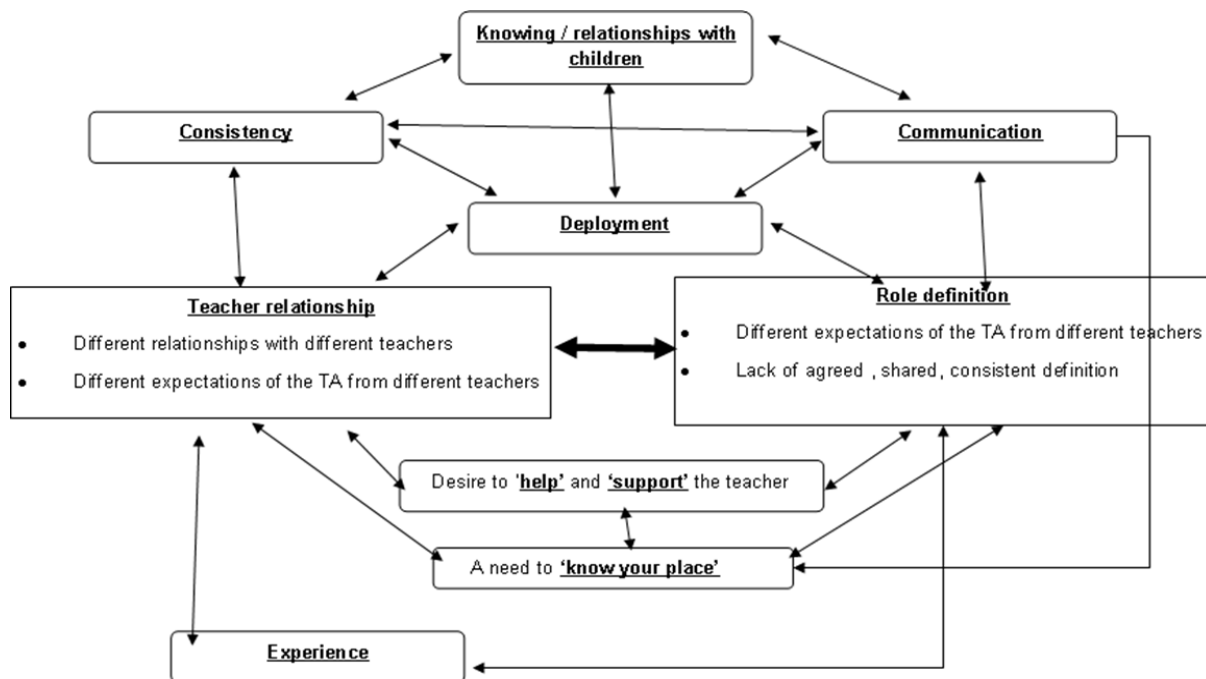 Knowing / relationships with
children
Consistency
Communication
Deployment
Teacher relationship
• Different relationships with different teachers
• Different expectations of the TA from different teachers
Role definition
• Different expectations of the TA from different teachers
• Lack of agreed , shared, consistent definition
Desire to 'help’ and ‘support’ the teacher
A need to ‘know your place’
Experience